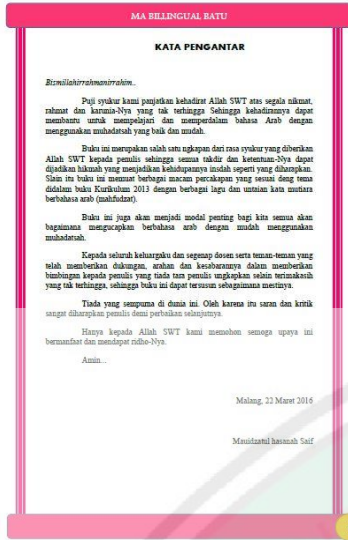 MA BILLINGUAL BATU
KATA PENGANTAR
Bismillahirrahmanirrahim..
Puji syukur kami panjatkan kehadirat Allah SWT atas segala nikmat,
rahmat dan karunia-Nya yang tak terhingga Sehingga kehadirannya dapat
membantu untuk mempelajari dan memperdalam bahasa Arab dengan
menggunakan muhadatsah yang baik dan mudah.
Buku ini merupakan salah satu ngkapan dari rasa syukur yang diberikan
Allah SWT kepada penulis sehingga semua takdir dan ketentuan-Nya dapat
dijadikan hikmah yang menjadikan kehidupannya insdah seperti yang diharapkan.
Slain itu buku ini memuat berbagai macam percakapan yang sesuai deng tema
didalam buku Kurikulum 2013 dengan berbagai lagu dan untaian kata mutiara
berbahasa arab (mahfudzat).
Buku ini juga akan menjadi modal penting bagi kita semua akan
bagaimana mengucapkan berbahasa arab dengan mudah menggunakan
muhadatsah.
Kepada seluruh keluargaku dan segenap dosen serta teman-teman yang
telah memberikan dukungan, arahan dan kesabarannya dalam memberikan
bimbingan kepada penulis yang tiada tara penulis ungkapkan selain terimakasih
yang tak terhingga, sehingga buku ini dapat tersusun sebagaimana mestinya.
Tiada yang sempurna di dunia ini. Oleh karena itu saran dan kritik
sangat diharapkan penulis demi perbaikan selanjutnya.
Hanya kepada Allah SWT kami memohon semoga upaya ini
bermanfaat dan mendapat ridho-Nya.
Amin...
Malang, 22 Maret 2016
Mauidzatul hasanah Saif